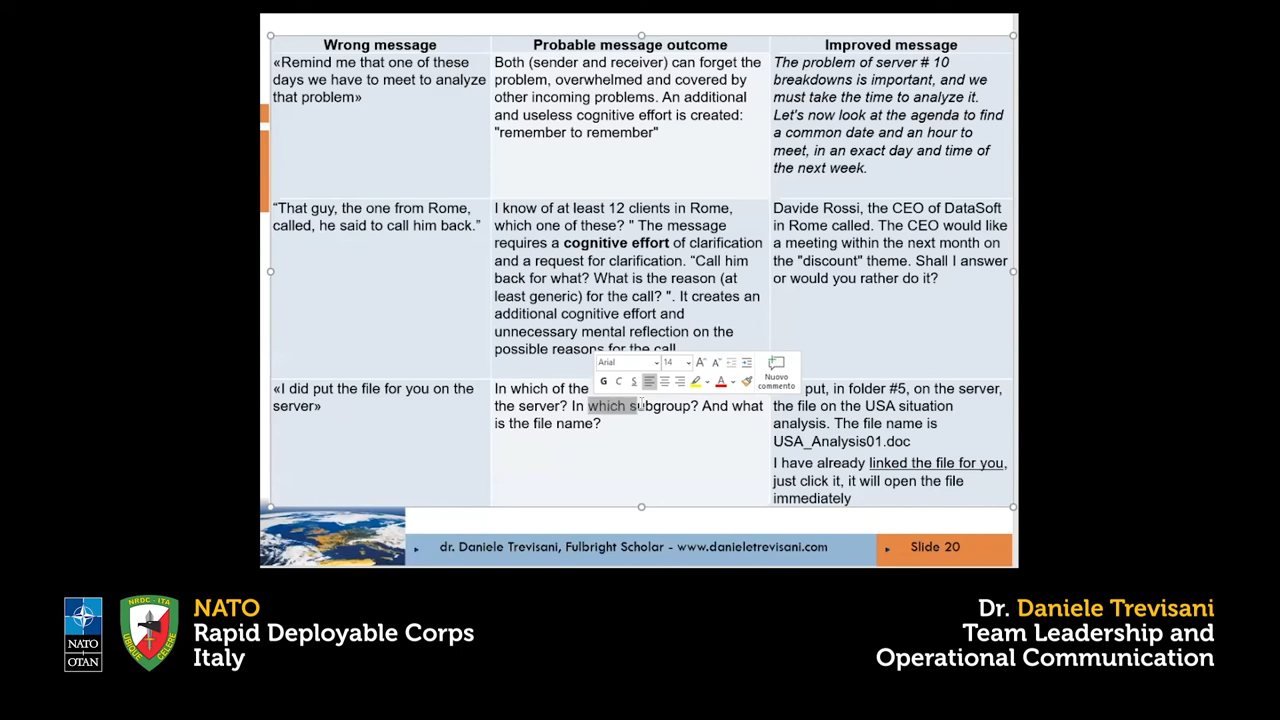 Wrong message
Probable message outcome
Improved message
«Remind me that one of these
days we have to meet to analyze
that problem»
Both (sender and receiver) can forget the
problem, overwhelmed and covered by
other incoming problems. An additional
and useless cognitive effort is created:
"remember to remember"
The problem of server # 10
breakdowns is important, and we
must take the time to analyze it.
Let's now look at the agenda to find
a common date and an hour to
meet, in an exact day and time of
the next week.
“That guy, the one from Rome,
called, he said to call him back.”
I know of at least 12 clients in Rome,
which one of these? " The message
requires a cognitive effort of clarification
and a request for clarification. “Call him
back for what? What is the reason (at
least generic) for the call? ". It creates an
additional cognitive effort and
unnecessary mental reflection on the
possible reasons for the call
Davide Rossi, the CEO of DataSoft
in Rome called. The CEO would like
a meeting within the next month on
the "discount" theme. Shall I answer
or would you rather do it?
«I did put the file for you on the
server»
In which of the
the server? In which subgroup? And what
is the file name?
put, in folder #5, on the server,
the file on the USA situation
analysis. The file name is
USA_Analysis01.doc
I have already linked the file for you,
just click it, it will open the file
immediately
Arial
14
G C S
Nuovo
commento
dr. Daniele Trevisani, Fulbright Scholar - www.danieletrevisani.com
Slide 20
NATO
OTAN
NRDC - ITA
UBIQUE CELERE
NATO
Rapid Deployable Corps
Italy
Dr. Daniele Trevisani
Team Leadership and
Operational Communication